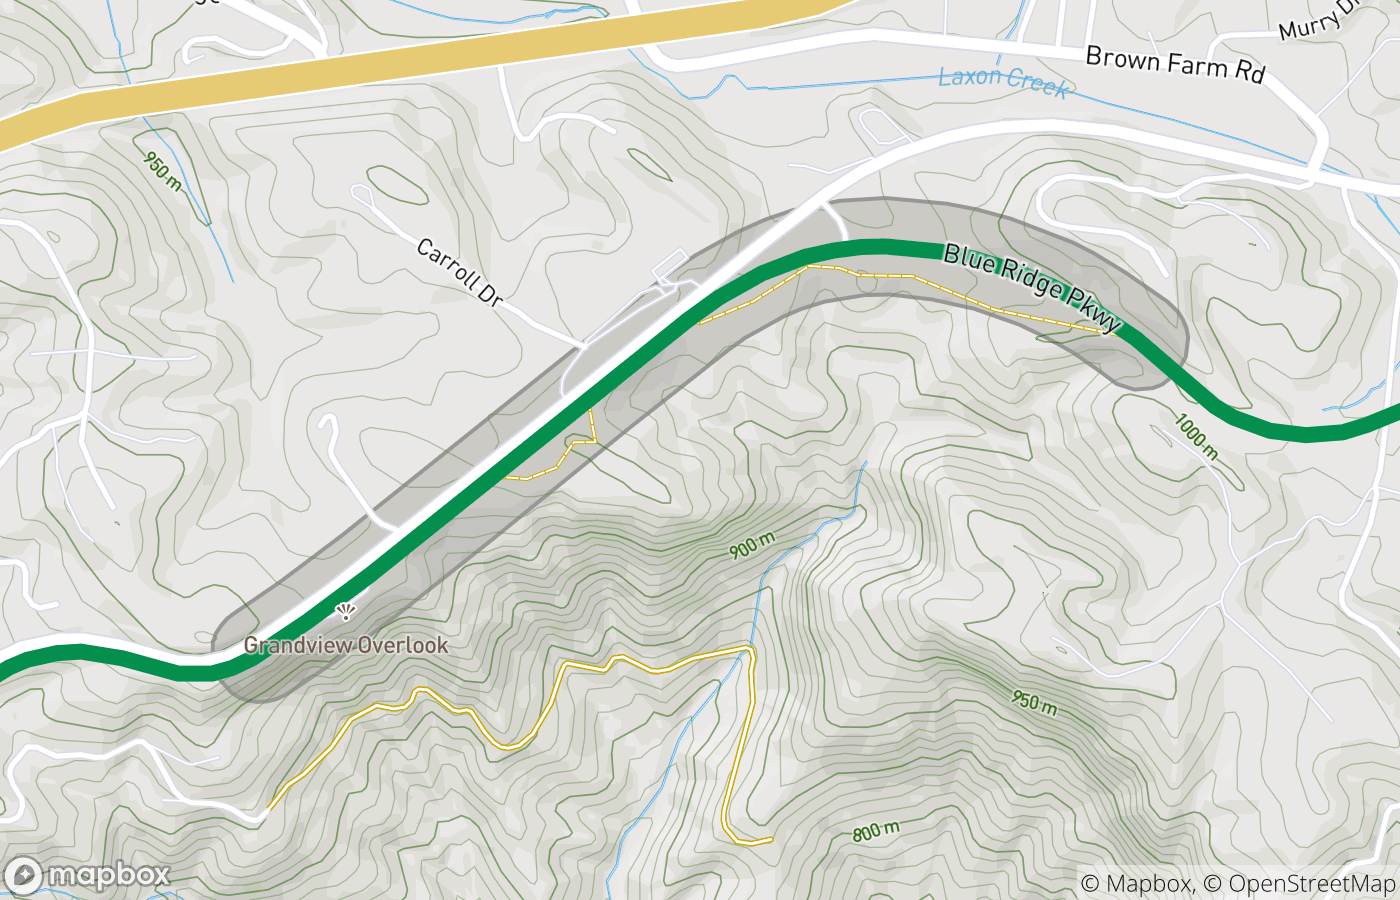 Murry Dr
Brown Farm Rd
Laxon Creek
950 m
Carroll Dr
Blue Ridge Pkwy
1000 m
900 m
Grandview Overlook
950 m
800 m
mapbox
© Mapbox, © OpenStreetMap